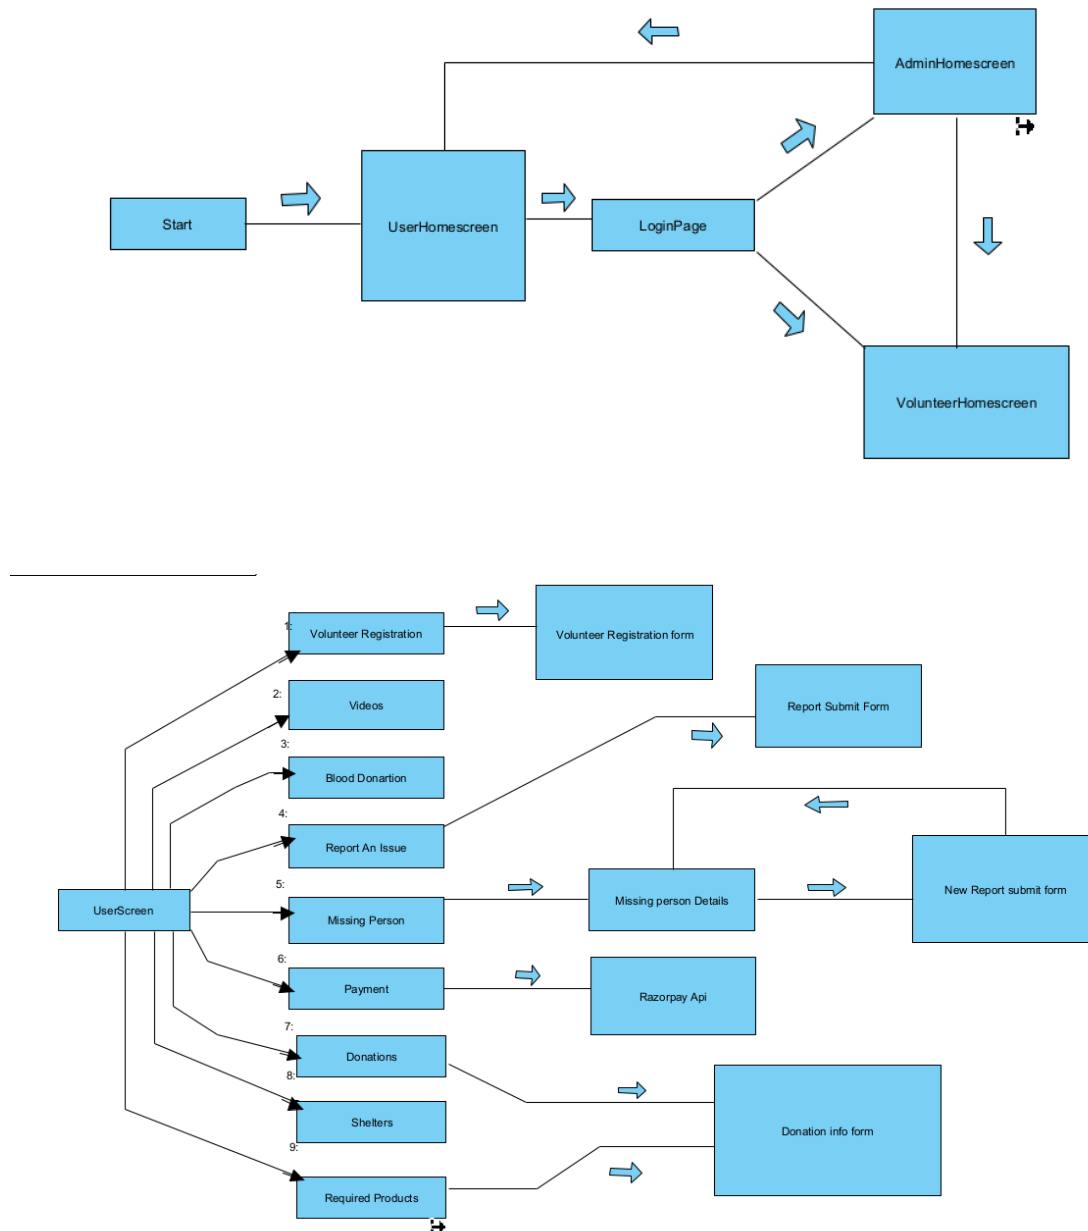 AdminHomescreen
Start
UserHomescreen
LoginPage
VolunteerHomescreen
1:
Volunteer Registration
Volunteer Registration form
2:
Videos
Report Submit Form
3:
Blood Donartion
4:
Report An Issue
5:
UserScreen
Missing Person
Missing person Details
New Report submit form
6:
Payment
Razorpay Api
7:
Donations
8:
Shelters
Donation info form
9:
Required Products